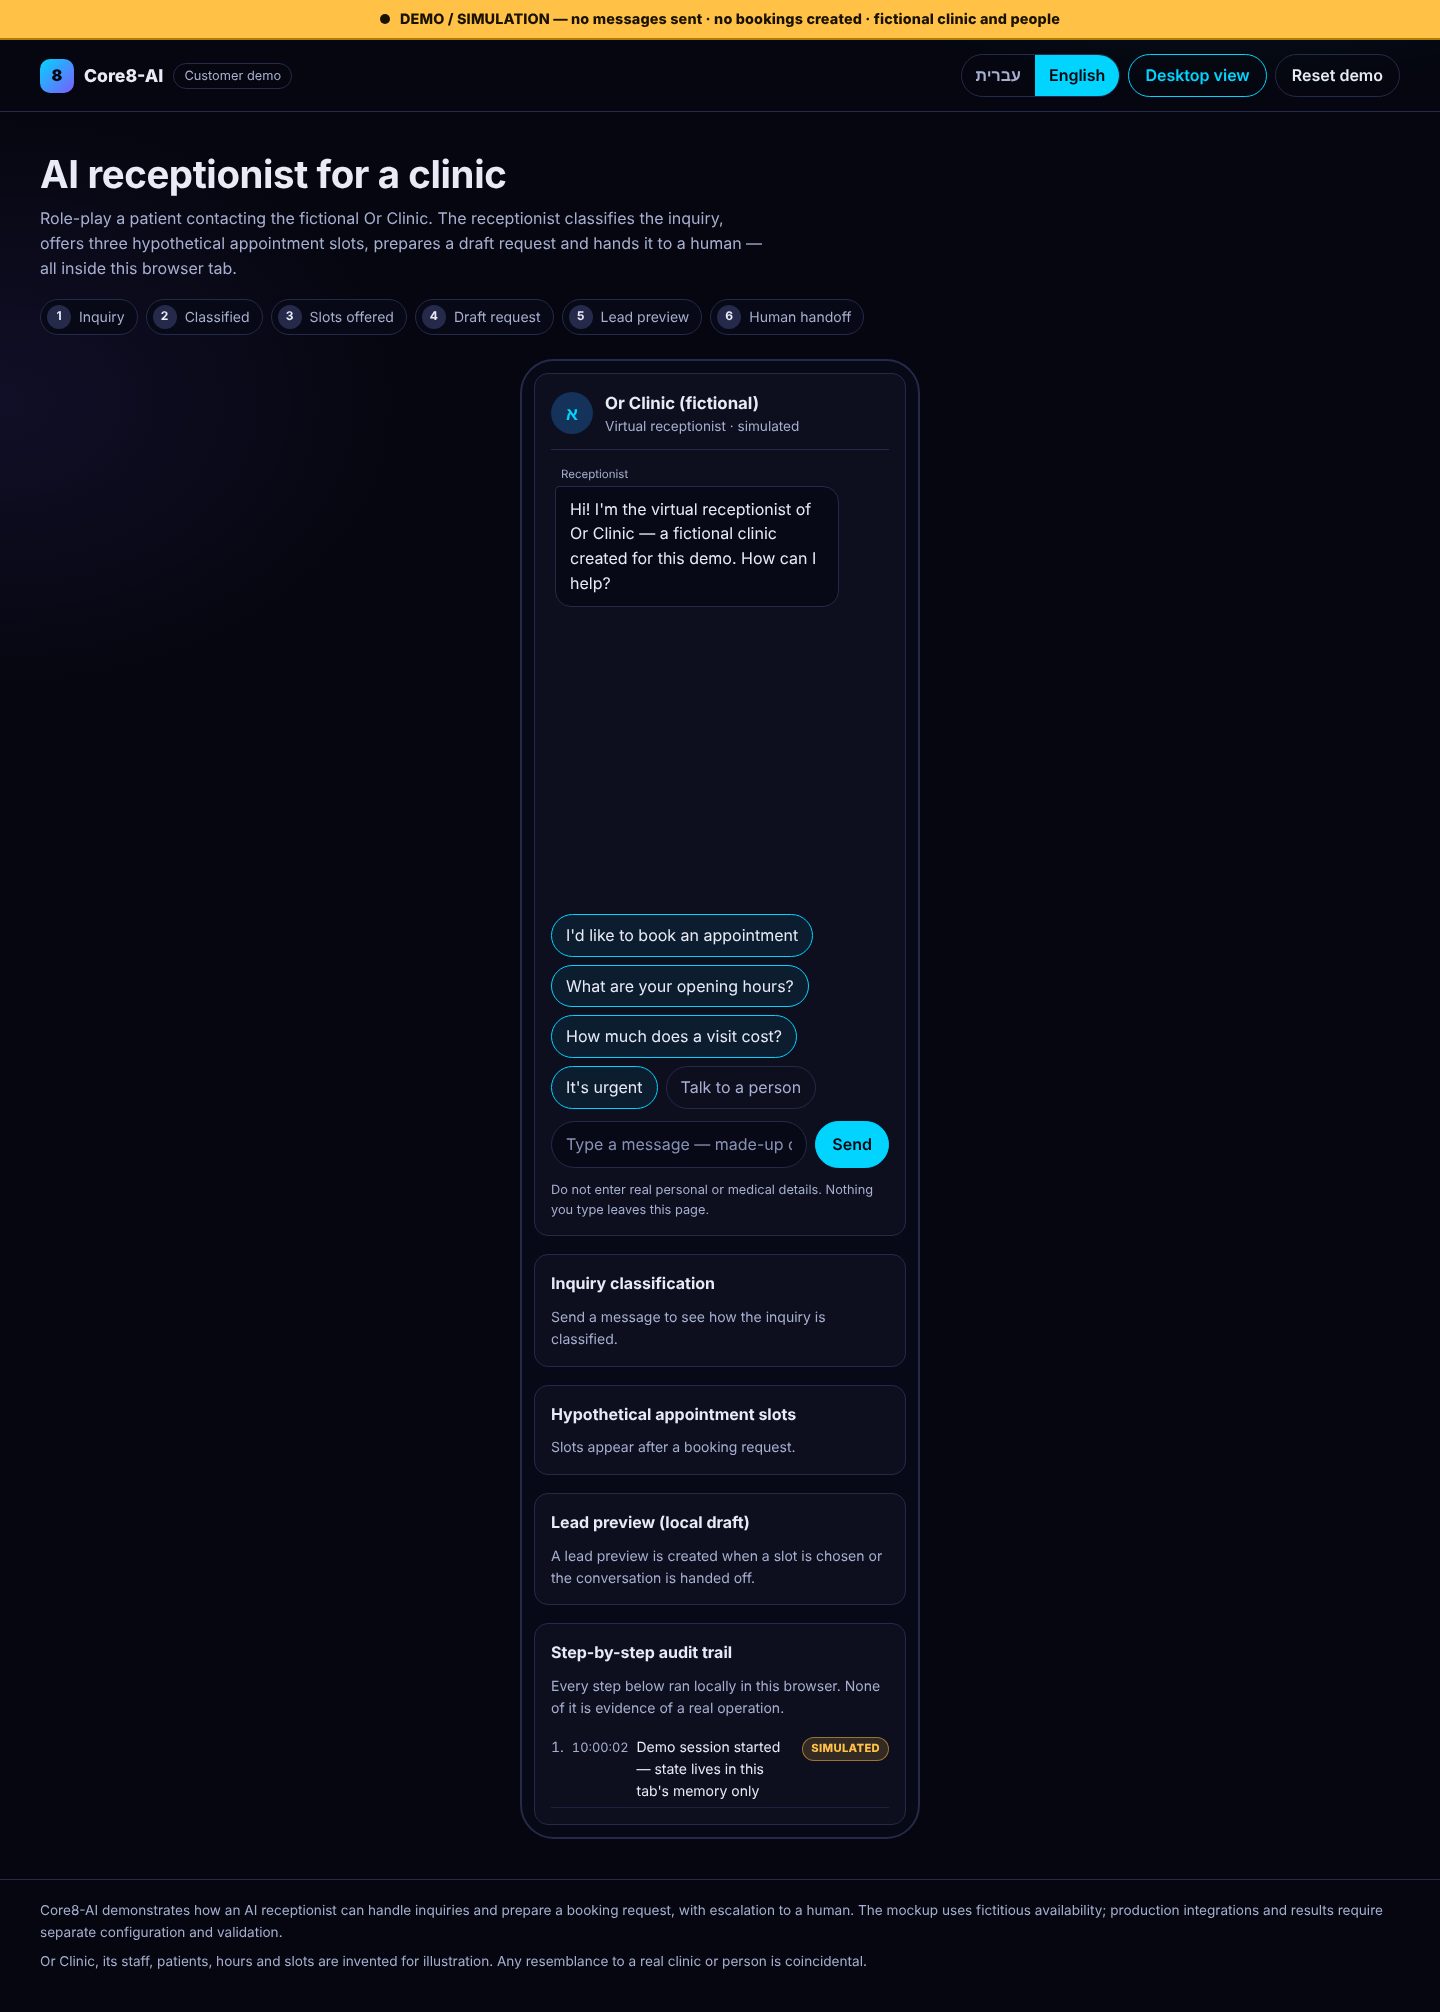 DEMO / SIMULATION — no messages sent · no bookings created · fictional clinic and people
8 Core8-AI Customer demo
עברית English Desktop view Reset demo
AI receptionist for a clinic
Role-play a patient contacting the fictional Or Clinic. The receptionist classifies the inquiry,
offers three hypothetical appointment slots, prepares a draft request and hands it to a human —
all inside this browser tab.
1 Inquiry 2 Classified 3 Slots offered 4 Draft request 5 Lead preview 6 Human handoff
א
Or Clinic (fictional)
Virtual receptionist · simulated
Receptionist
Hi! I'm the virtual receptionist of
Or Clinic — a fictional clinic
created for this demo. How can I
help?
I'd like to book an appointment
What are your opening hours?
How much does a visit cost?
It's urgent Talk to a person
Type a message — made-up Send
Do not enter real personal or medical details. Nothing
you type leaves this page.
Inquiry classification
Send a message to see how the inquiry is
classified.
Hypothetical appointment slots
Slots appear after a booking request.
Lead preview (local draft)
A lead preview is created when a slot is chosen or
the conversation is handed off.
Step-by-step audit trail
Every step below ran locally in this browser. None
of it is evidence of a real operation.
1. 10:00:02 Demo session started SIMULATED
— state lives in this
tab's memory only
Core8-AI demonstrates how an AI receptionist can handle inquiries and prepare a booking request, with escalation to a human. The mockup uses fictitious availability; production integrations and results require
separate configuration and validation.
Or Clinic, its staff, patients, hours and slots are invented for illustration. Any resemblance to a real clinic or person is coincidental.